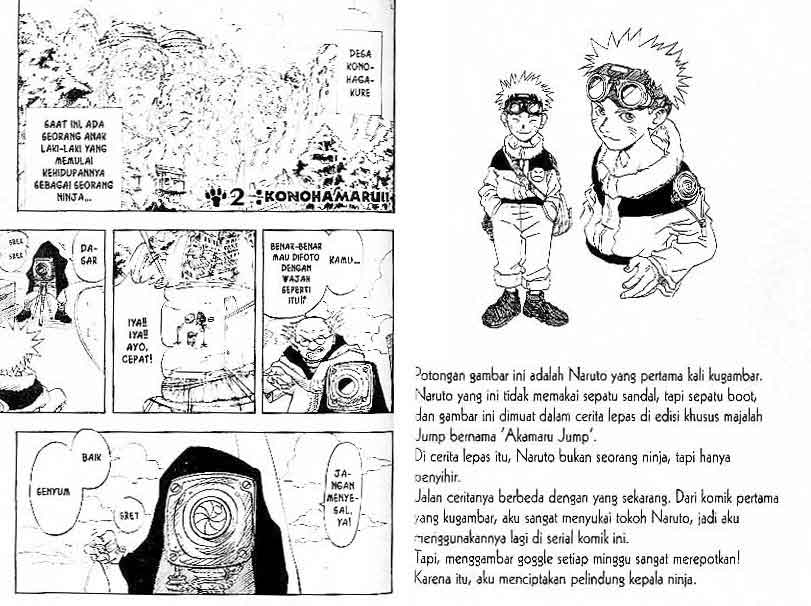 DESA
KONO-
HAGA-
KURE
SAAT INI, ADA
SEORANG ANAK
LAKI-LAKI YANG
MEMULAI
KEHIDUPANNYA
SEBAGAI SEORANG
NINJA...
2 : KONOHAMARU!!
KAMU...
BENAR-BENAR
MAU DIFOTO
DENGAN
WAJAH
SEPERTI
ITU!?
IYA!!
IYA!!
AYO,
CEPAT!
DA-
SAR
JA-
NGAN
MENYE-
SAL,
YA!
SRET
BAIK
SENYUM
Potongan gambar ini adalah Naruto yang pertama kali kugambar.
Naruto yang ini tidak memakai sepatu sandal, tapi sepatu boot,
dan gambar ini dimuat dalam cerita lepas di edisi khusus majalah
Jump bernama 'Akamaru Jump'.
Di cerita lepas itu, Naruto bukan seorang ninja, tapi hanya
penyihir.
Jalan ceritanya berbeda dengan yang sekarang. Dari komik pertama
yang kugambar, aku sangat menyukai tokoh Naruto, jadi aku
menggunakannya lagi di serial komik ini.
Tapi, menggambar goggle setiap minggu sangat merepotkan!
Karena itu, aku menciptakan pelindung kepala ninja.